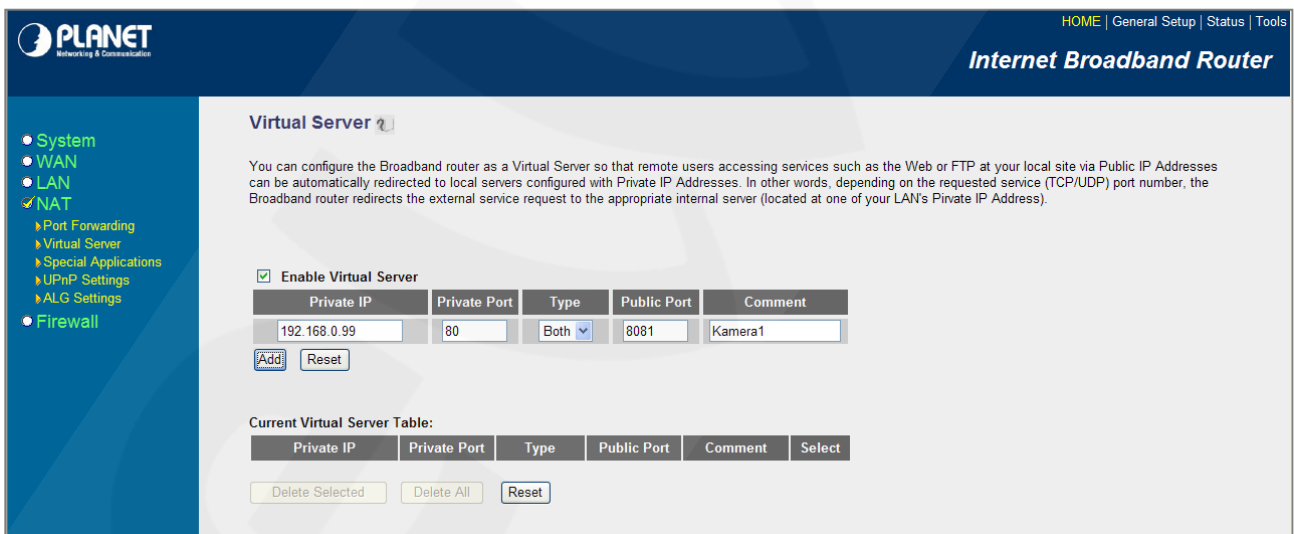 PLANET
Networking & Communication
HOME | General Setup | Status | Tools
Internet Broadband Router
System
WAN
LAN
NAT
Port Forwarding
Virtual Server
Special Applications
UPnP Settings
ALG Settings
Firewall
Virtual Server
You can configure the Broadband router as a Virtual Server so that remote users accessing services such as the Web or FTP at your local site via Public IP Addresses
can be automatically redirected to local servers configured with Private IP Addresses. In other words, depending on the requested service (TCP/UDP) port number, the
Broadband router redirects the external service request to the appropriate internal server (located at one of your LAN's Private IP Address).
Enable Virtual Server
Private IP Private Port Type Public Port Comment
192.168.0.99 80 Both 8081 Kamera1
Add Reset
Current Virtual Server Table:
Private IP Private Port Type Public Port Comment Select
Delete Selected Delete All Reset